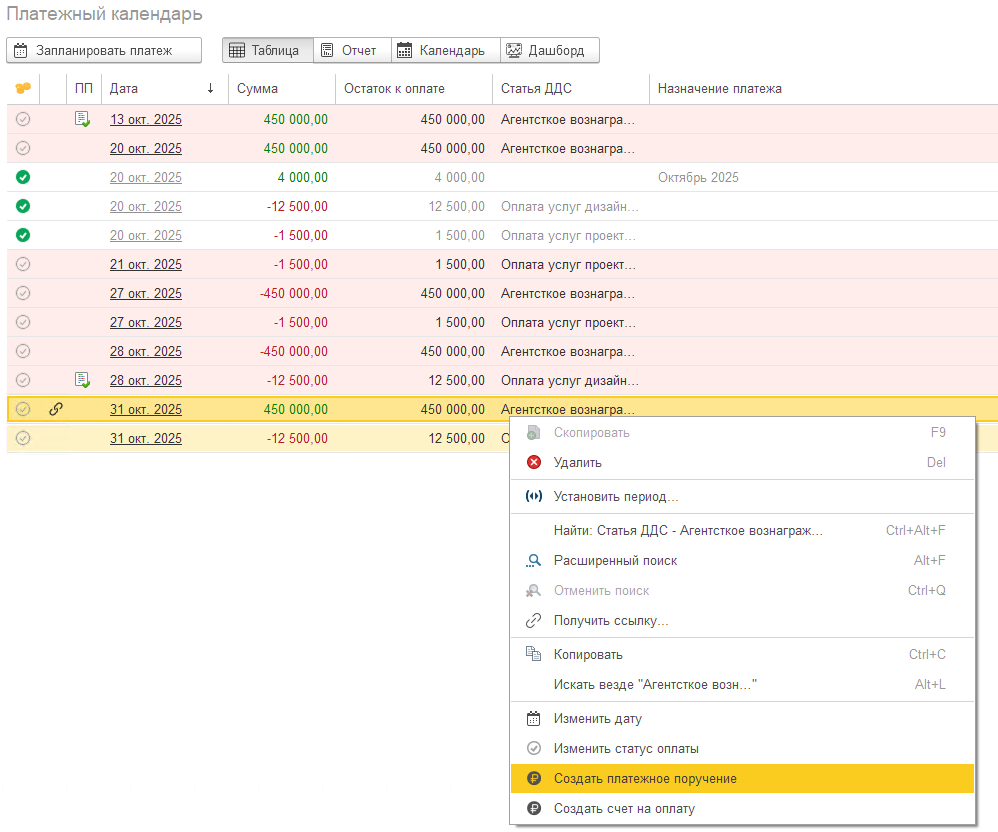 Платежный календарь
Запланировать платеж Таблица Отчет Календарь Дашборд
ПП Дата ↓ Сумма Остаток к оплате Статья ДДС Назначение платежа
13 окт. 2025 450 000,00 450 000,00 Агентсткое вознагра…
20 окт. 2025 450 000,00 450 000,00 Агентсткое вознагра…
20 окт. 2025 4 000,00 4 000,00 Октябрь 2025
20 окт. 2025 -12 500,00 12 500,00 Оплата услуг дизайн…
20 окт. 2025 -1 500,00 1 500,00 Оплата услуг проект…
21 окт. 2025 -1 500,00 1 500,00 Оплата услуг проект…
27 окт. 2025 -450 000,00 450 000,00 Агентсткое вознагра…
27 окт. 2025 -1 500,00 1 500,00 Оплата услуг проект…
28 окт. 2025 -450 000,00 450 000,00 Агентсткое вознагра…
28 окт. 2025 -12 500,00 12 500,00 Оплата услуг дизайн…
31 окт. 2025 450 000,00 450 000,00 Агентсткое вознагра…
31 окт. 2025 -12 500,00 12 500,00
Скопировать F9
Удалить Del
Установить период…
Найти: Статья ДДС - Агентсткое вознаграж… Ctrl+Alt+F
Расширенный поиск Alt+F
Отменить поиск Ctrl+Q
Получить ссылку…
Копировать Ctrl+C
Искать везде "Агентсткое возн…" Alt+L
Изменить дату
Изменить статус оплаты
Создать платежное поручение
Создать счет на оплату